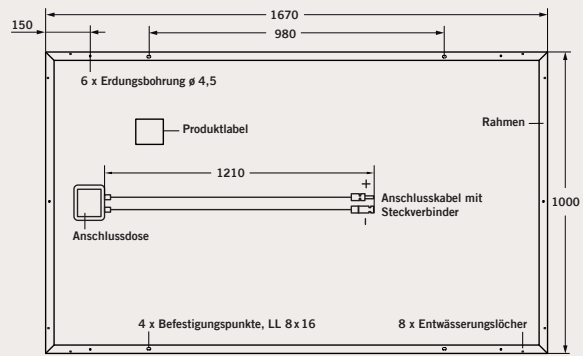 1670
150
980
6 x Erdungsbohrung ø 4,5
Produktlabel
Rahmen
1210
+
Anschlusskabel mit
Steckverbinder
1000
–
Anschlussdose
4 x Befestigungspunkte, LL 8 x 16
8 x Entwässerungslöcher